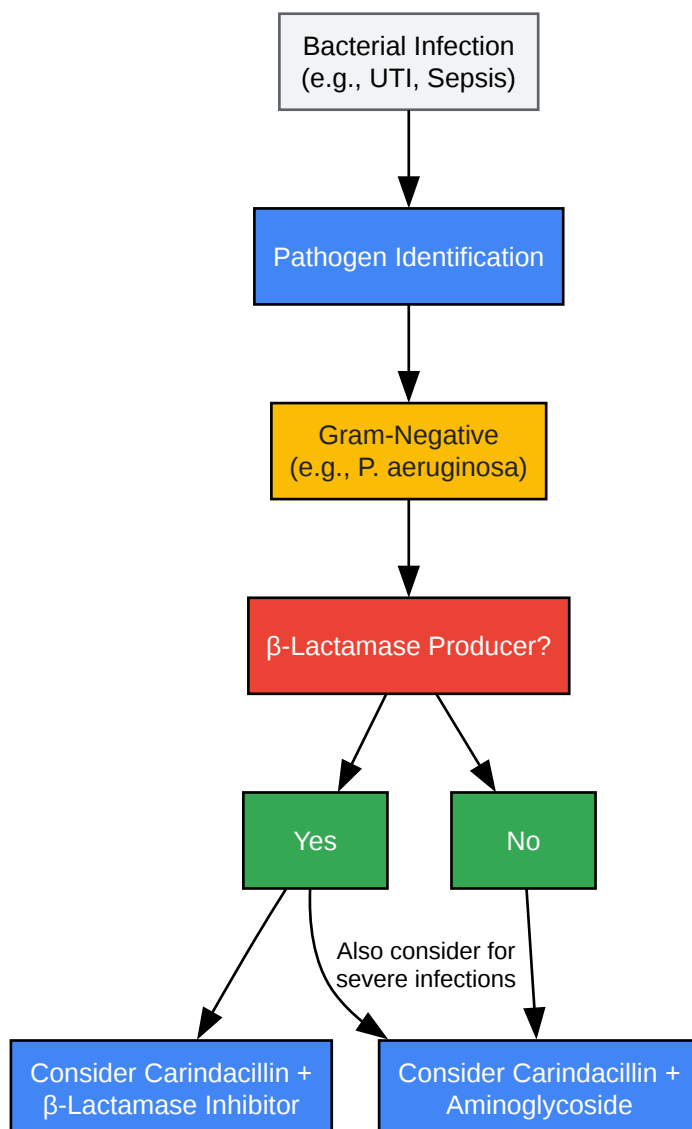 Bacterial Infection
(e.g., UTI, Sepsis)
Pathogen Identification
Gram-Negative
(e.g., P. aeruginosa)
β-Lactamase Producer?
Yes
No
Also consider for
severe infections
Consider Carindacillin +
β-Lactamase Inhibitor
Consider Carindacillin +
Aminoglycoside